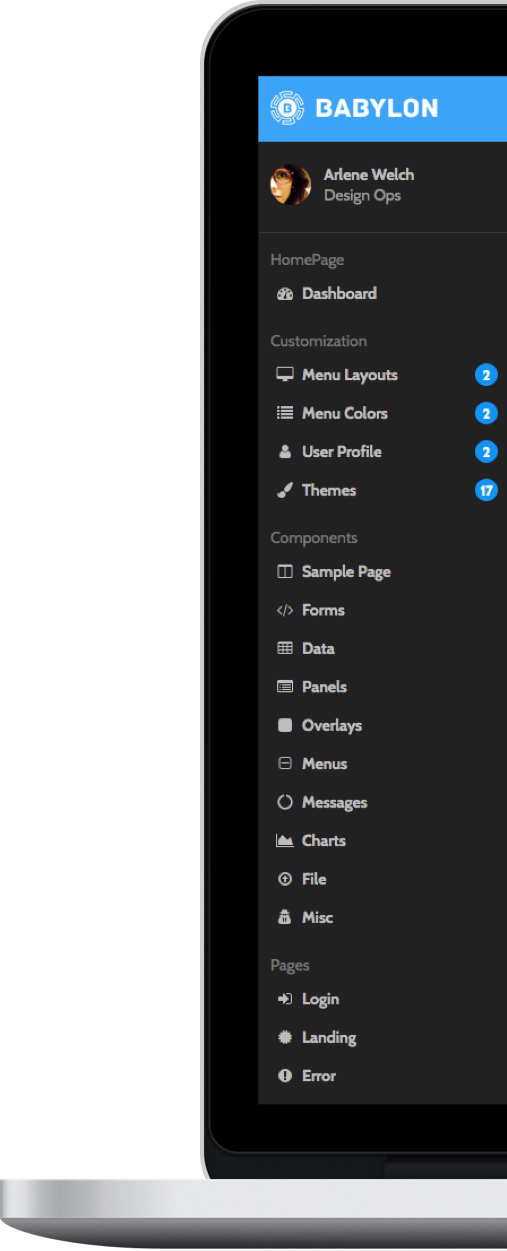 BABYLON
Arlene Welch
Design Ops
HomePage
Dashboard
Customization
Menu Layouts 2
Menu Colors 2
User Profile 2
Themes 17
Components
Sample Page
Forms
Data
Panels
Overlays
Menus
Messages
Charts
File
Misc
Pages
Login
Landing
Error